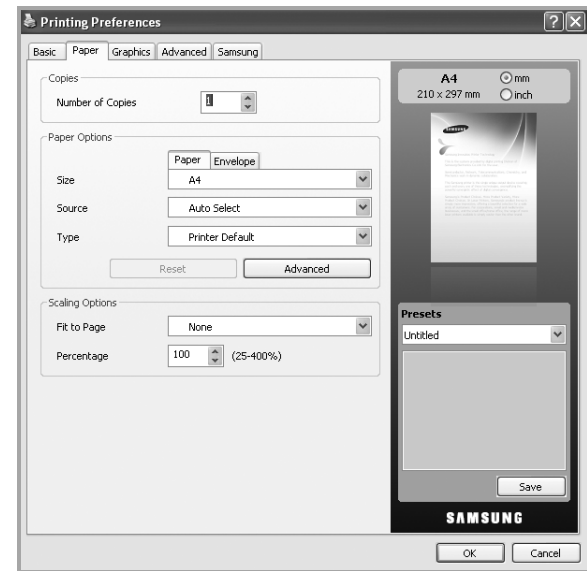 Printing Preferences
Basic Paper Graphics Advanced Samsung
Copies
Number of Copies 1
Paper Options
Paper Envelope
Size A4
Source Auto Select
Type Printer Default
Reset Advanced
Scaling Options
Fit to Page None
Percentage 100 (25-400%)
A4 mm
210 x 297 mm inch
SAMSUNG
Presets
Untitled
Save
SAMSUNG
OK Cancel